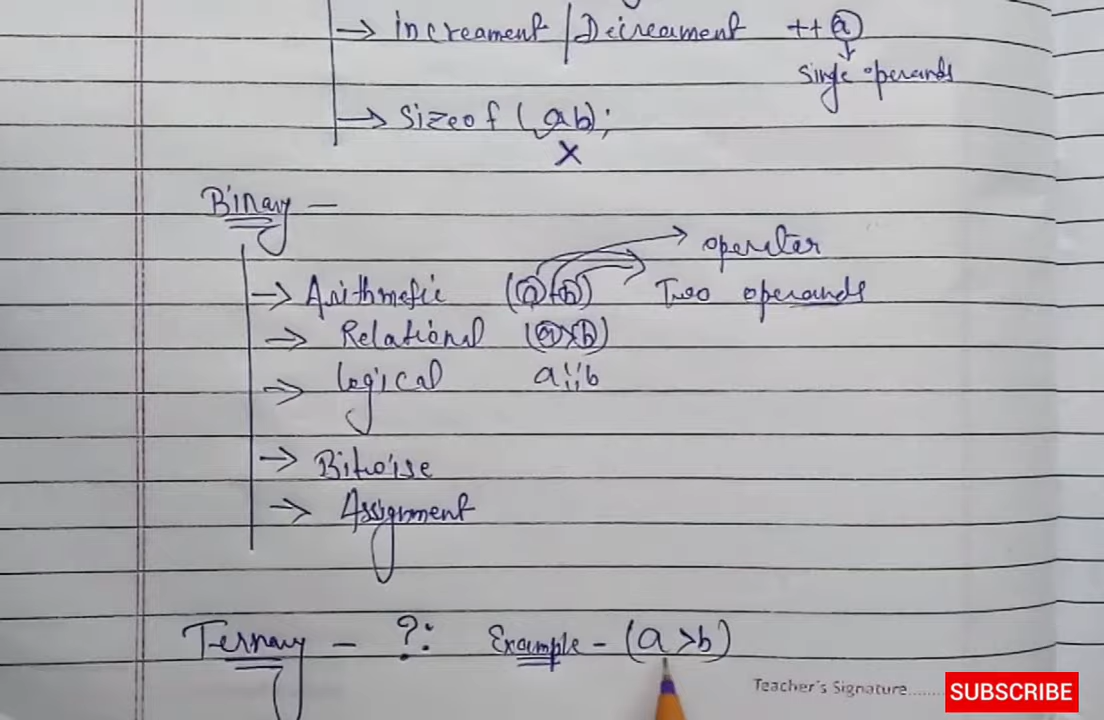 → increament / Decreament ++a
Single operands
→ sizeof (ab);
x
Binary —
operator
→ Arithmetic (a+b) Two operands
→ Relational (a>b)
→ logical a||b
→ Bitwise
→ Assignment
Ternary - ?: Example - (a>b)
Teacher's Signature........
SUBSCRIBE